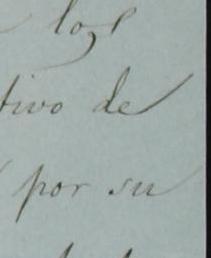 los
tivo de
por su